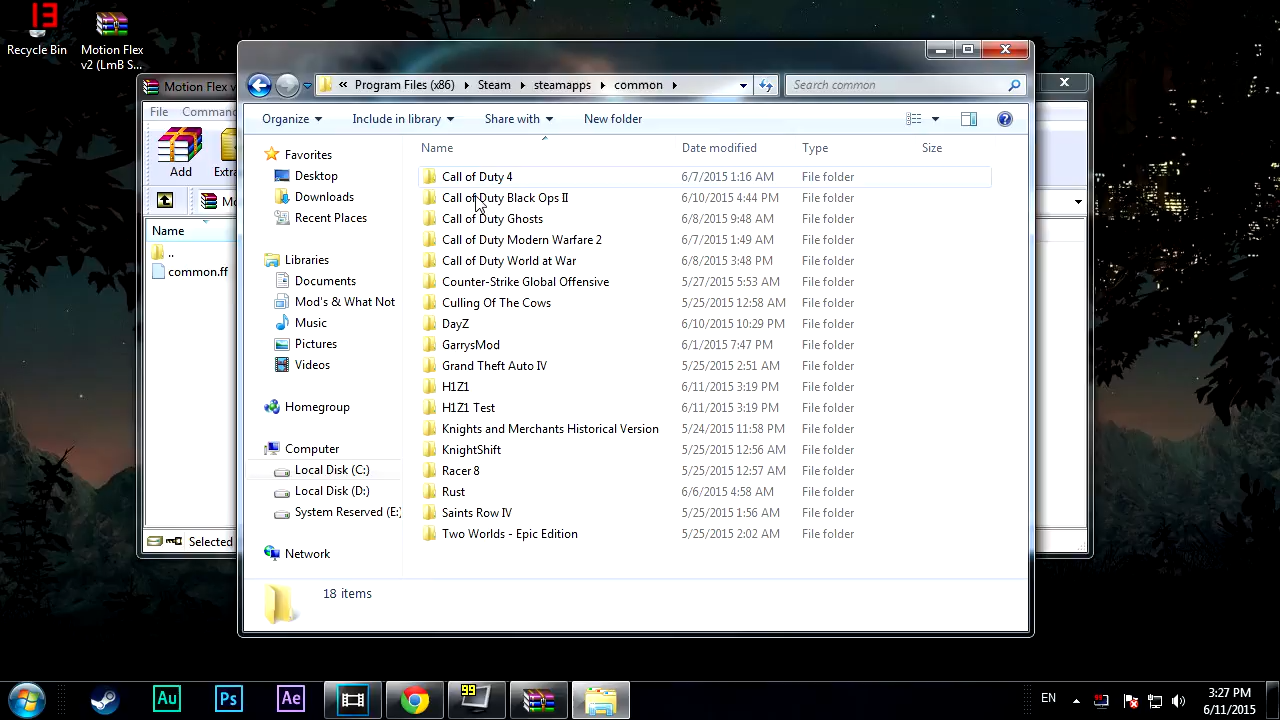 13
Recycle Bin
Motion Flex
v2 (LmB S...
Motion Flex v
File Comman
Add Extra
Mo
Name
..
common.ff
Selected
« Program Files (x86) Steam steamapps common
Search common
Organize Include in library Share with New folder
Name Date modified Type Size
Favorites
Desktop
Downloads
Recent Places
Libraries
Documents
Mod's & What Not
Music
Pictures
Videos
Homegroup
Computer
Local Disk (C:)
Local Disk (D:)
System Reserved (E:)
Network
Call of Duty 4 6/7/2015 1:16 AM File folder
Call of Duty Black Ops II 6/10/2015 4:44 PM File folder
Call of Duty Ghosts 6/8/2015 9:48 AM File folder
Call of Duty Modern Warfare 2 6/7/2015 1:49 AM File folder
Call of Duty World at War 6/8/2015 3:48 PM File folder
Counter-Strike Global Offensive 5/27/2015 5:53 AM File folder
Culling Of The Cows 5/25/2015 12:58 AM File folder
DayZ 6/10/2015 10:29 PM File folder
GarrysMod 6/1/2015 7:47 PM File folder
Grand Theft Auto IV 5/25/2015 2:51 AM File folder
H1Z1 6/11/2015 3:19 PM File folder
H1Z1 Test 6/11/2015 3:19 PM File folder
Knights and Merchants Historical Version 5/24/2015 11:58 PM File folder
KnightShift 5/25/2015 12:56 AM File folder
Racer 8 5/25/2015 12:57 AM File folder
Rust 6/6/2015 4:58 AM File folder
Saints Row IV 5/25/2015 1:56 AM File folder
Two Worlds - Epic Edition 5/25/2015 2:02 AM File folder
18 items
Au Ps Ae 99 EN
3:27 PM
6/11/2015